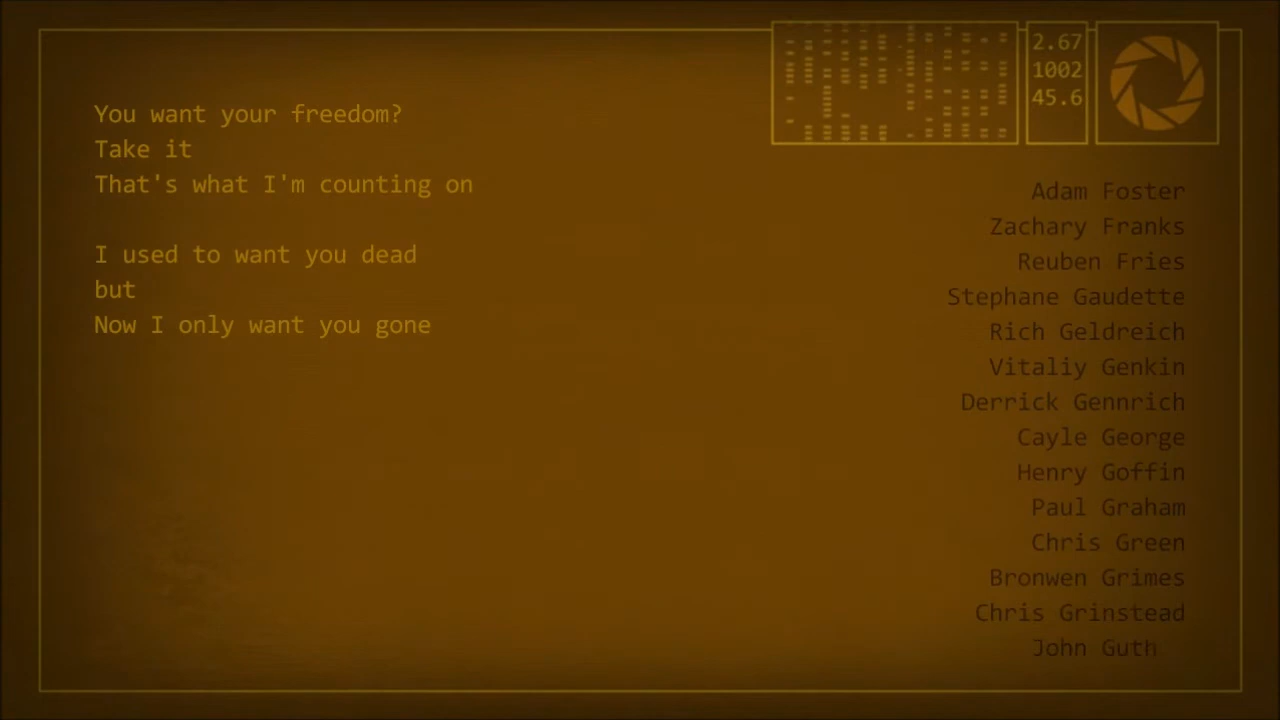 You want your freedom?
Take it
That's what I'm counting on
I used to want you dead
but
Now I only want you gone
2.67
1002
45.6
Adam Foster
Zachary Franks
Reuben Fries
Stephane Gaudette
Rich Geldreich
Vitaliy Genkin
Derrick Gennrich
Cayle George
Henry Goffin
Paul Graham
Chris Green
Bronwen Grimes
Chris Grinstead
John Guth